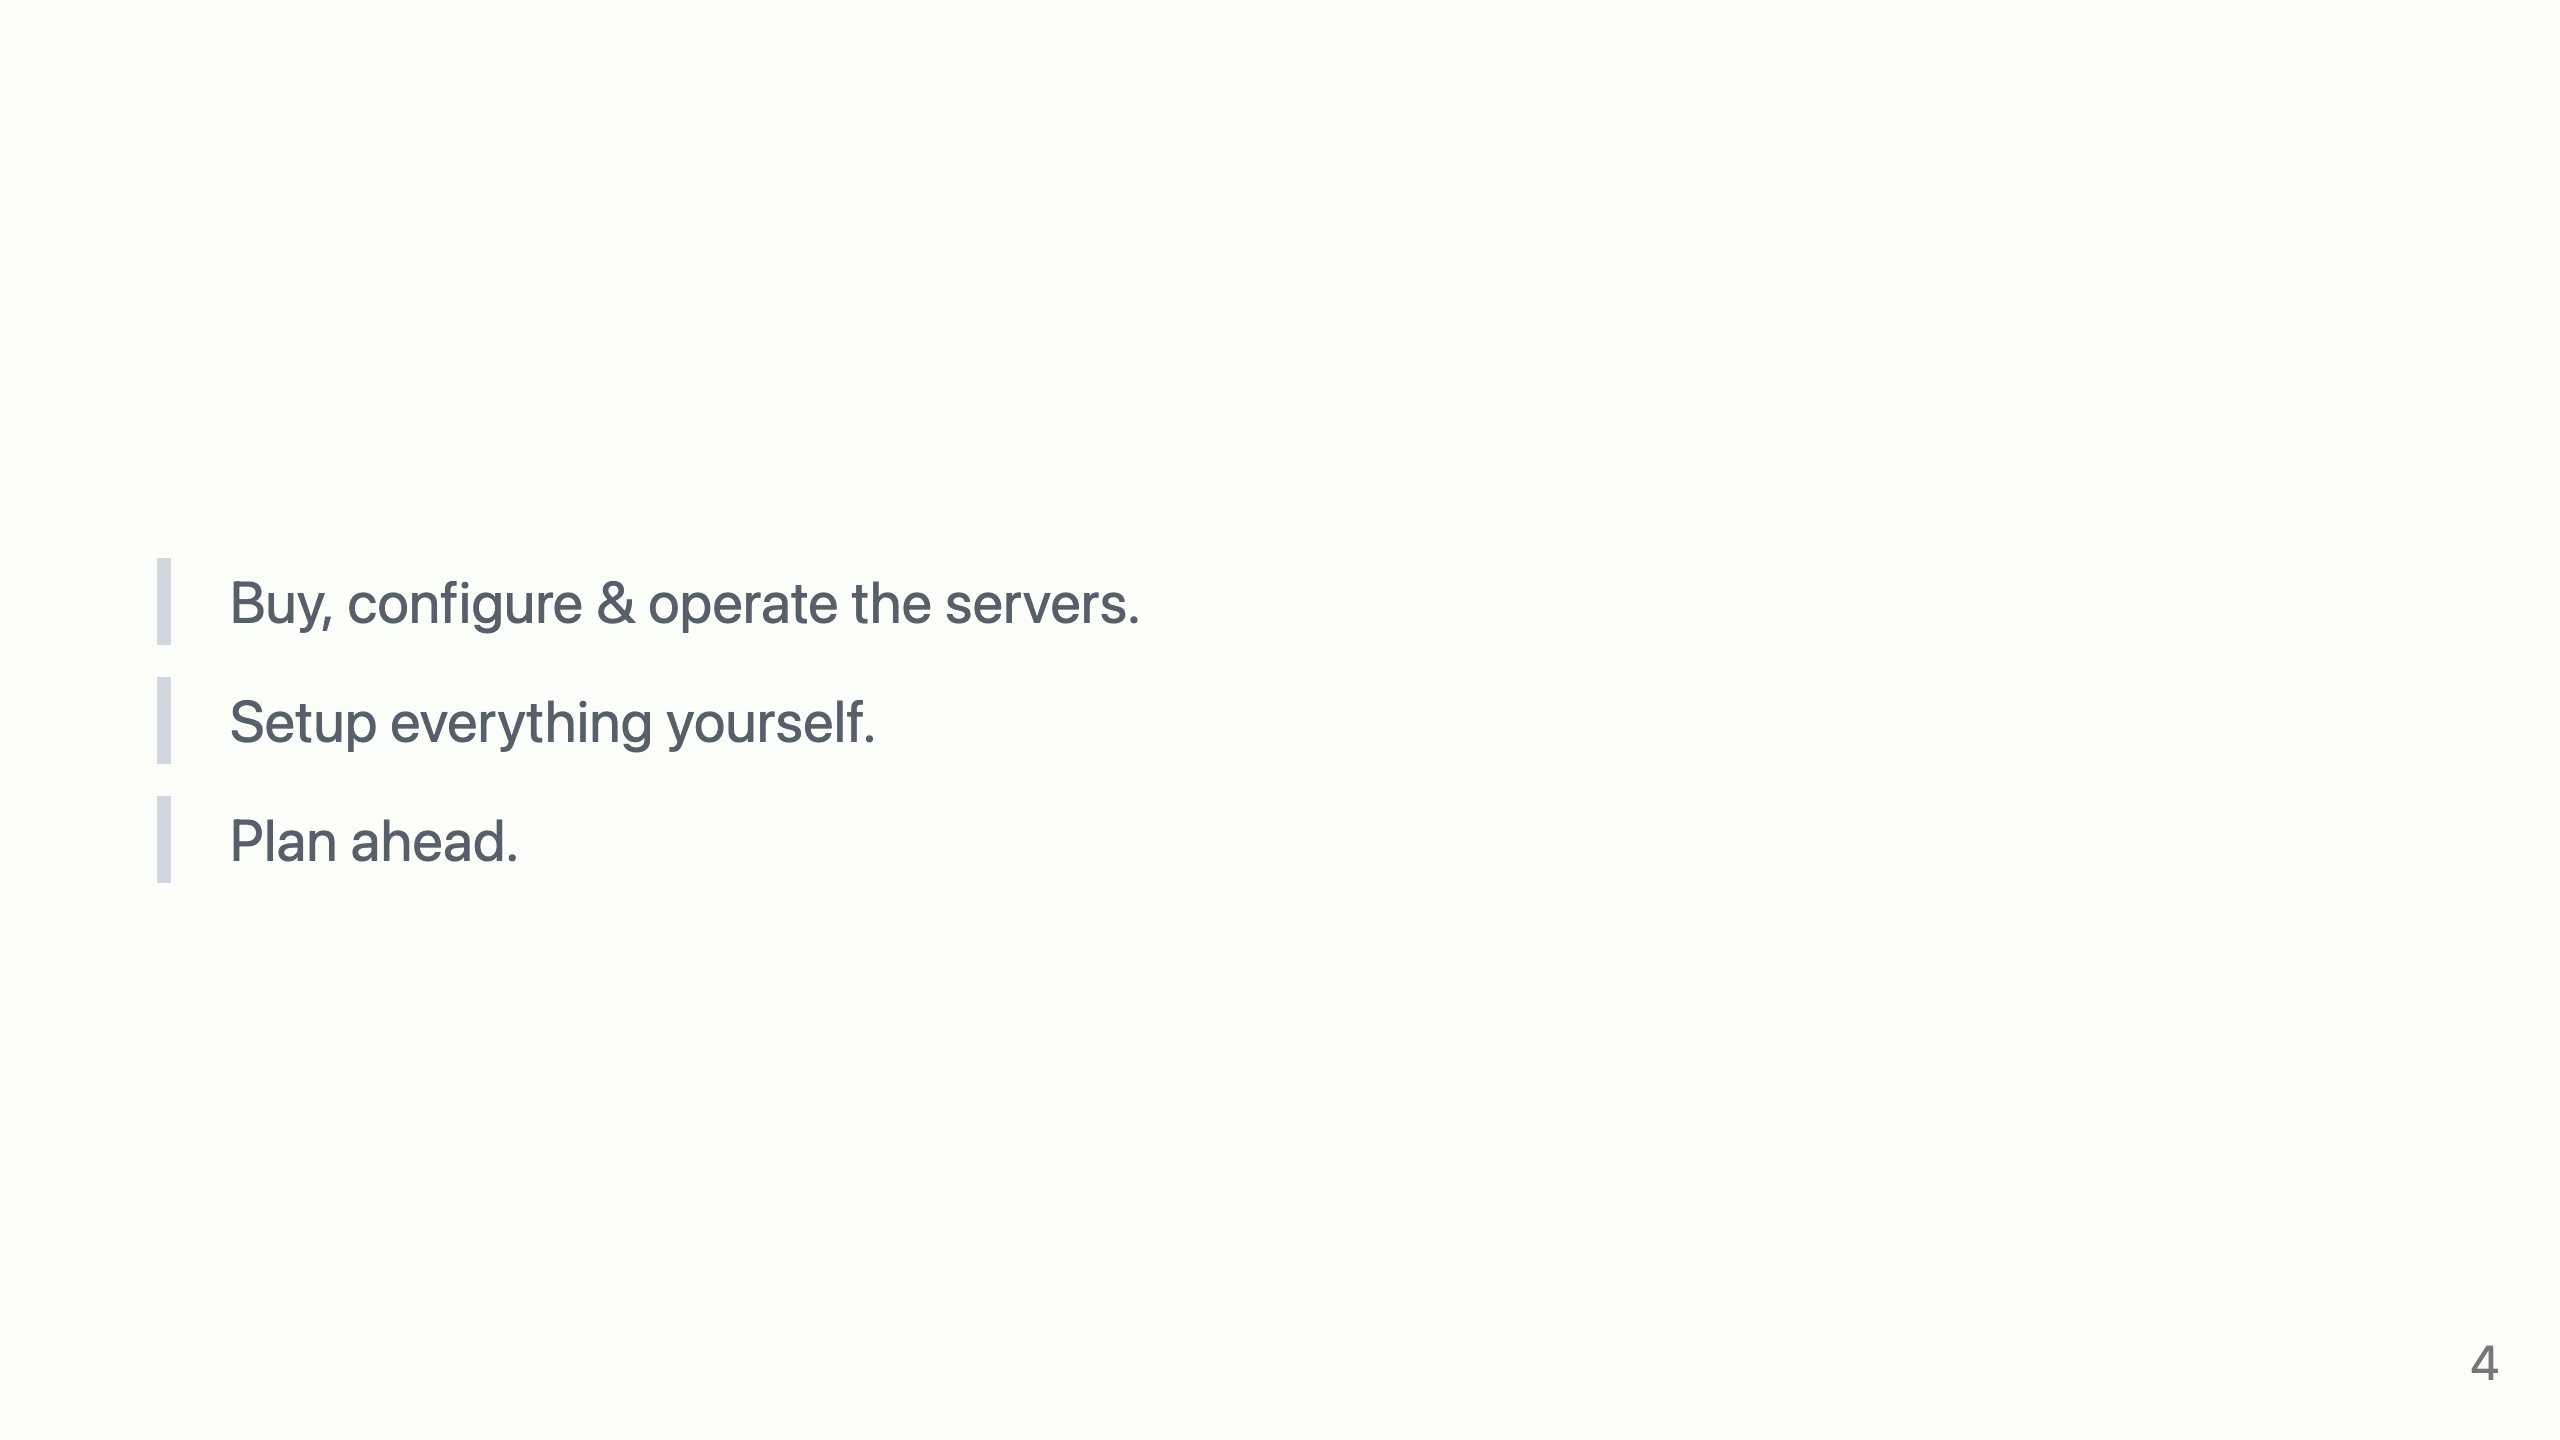 Buy, configure & operate the servers.
Setup everything yourself.
Plan ahead.
4